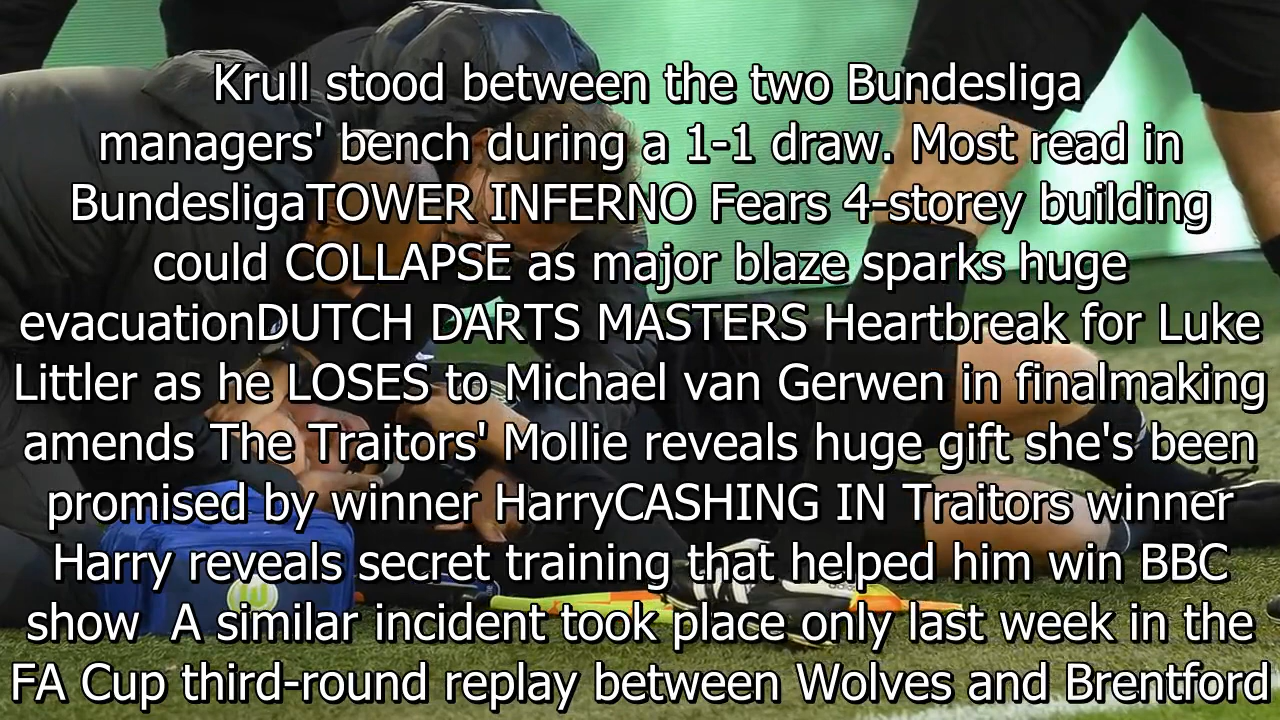 Krull stood between the two Bundesliga
managers' bench during a 1-1 draw. Most read in
BundesligaTOWER INFERNO Fears 4-storey building
could COLLAPSE as major blaze sparks huge
evacuationDUTCH DARTS MASTERS Heartbreak for Luke
Littler as he LOSES to Michael van Gerwen in finalmaking
amends The Traitors' Mollie reveals huge gift she's been
promised by winner HarryCASHING IN Traitors winner
Harry reveals secret training that helped him win BBC
show  A similar incident took place only last week in the
FA Cup third-round replay between Wolves and Brentford